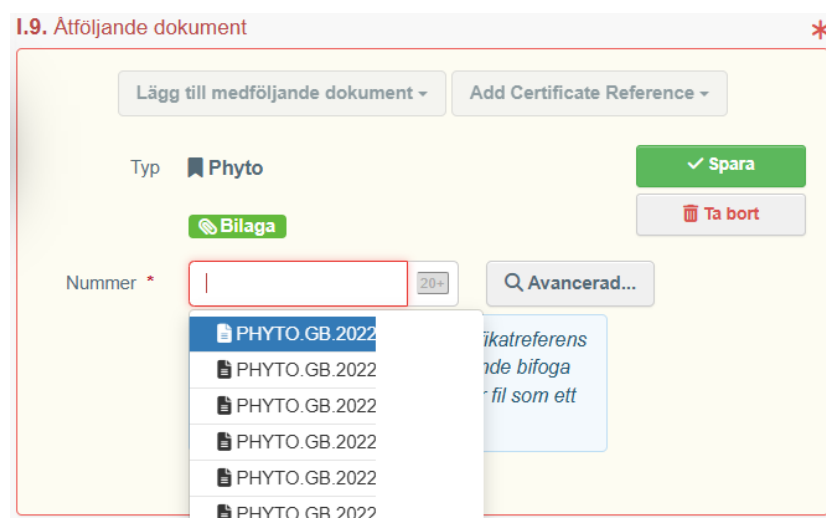 I.9. Åtföljande dokument *
Lägg till medföljande dokument Add Certificate Reference
Typ Phyto Spara
Ta bort
Bilaga
Nummer * 20+ Avancerad...
PHYTO.GB.2022
ikatreferens
PHYTO.GB.2022
nde bifoga
PHYTO.GB.2022
fil som ett
PHYTO.GB.2022
PHYTO.GB.2022
PHYTO.GB.2022